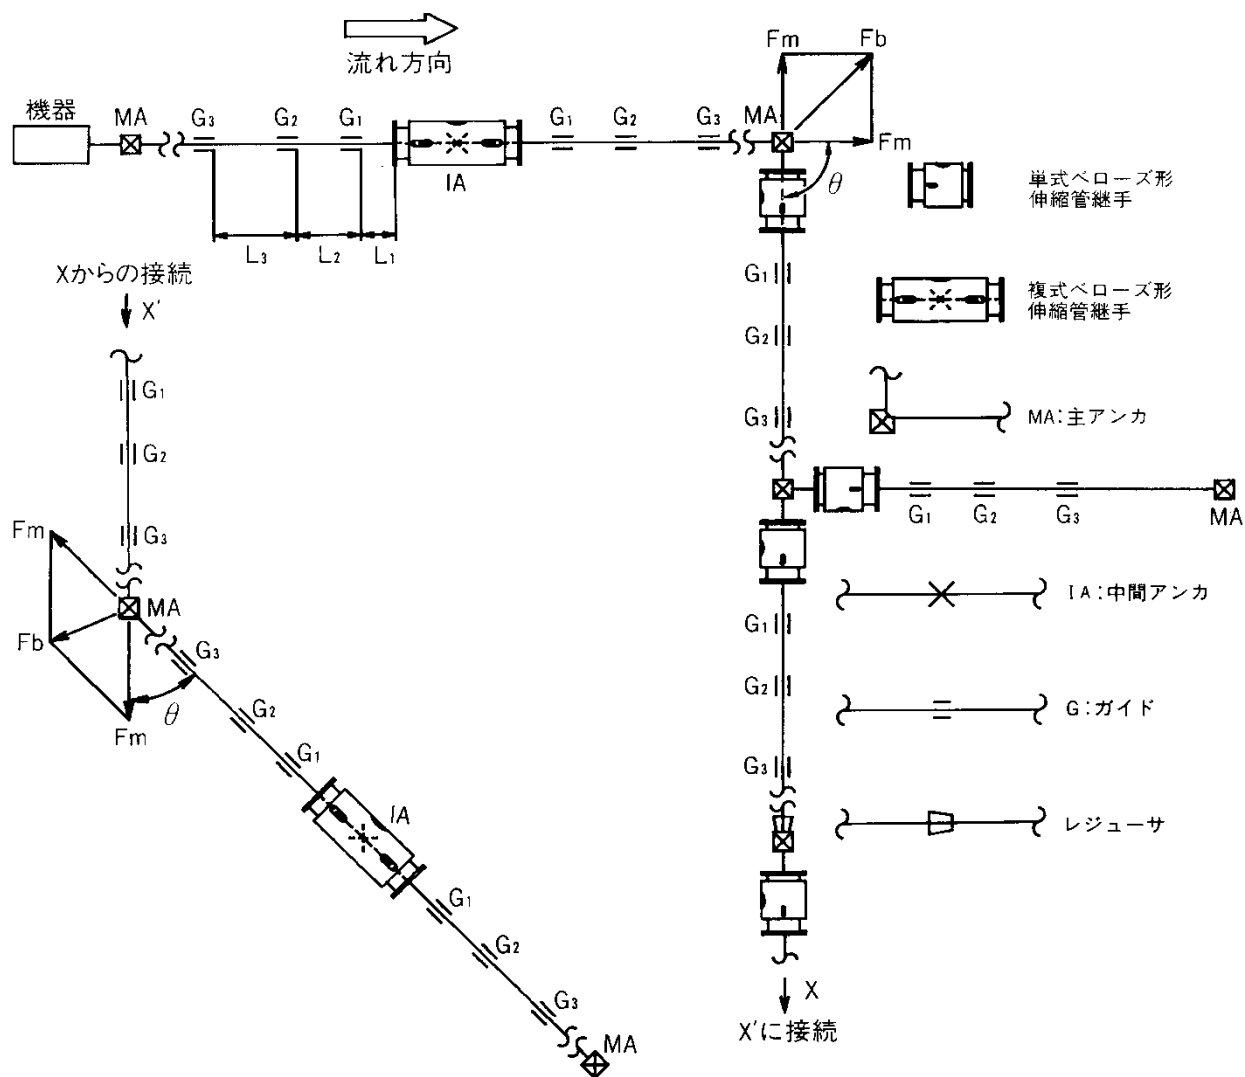 流れ方向
Fm
Fb
機器
MA
G3
G2
G1
IA
G1
G2
G3
MA
Fm
θ
L3
L2
L1
単式ベローズ形
伸縮管継手
Xからの接続
X'
G1
G2
G3
複式ベローズ形
伸縮管継手
MA:主アンカ
G1
G2
G3
G1
G2
G3
MA
Fm
MA
Fb
Fm
θ
G3
G2
G1
IA
G1
G2
G3
MA
IA:中間アンカ
G1
G2
G3
G:ガイド
レジューサ
X
X'に接続